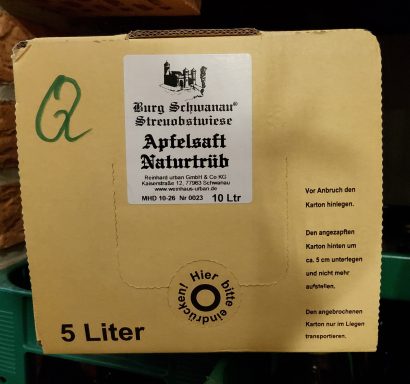 Q
Burg Schwanau®
Streuobstwiese
Apfelsaft
Naturtrüb
Reinhard urban GmbH & Co KG
Kaiserstraße 12, 77963 Schwanau
www.weinhaus-urban.de
MHD 10-26 Nr 0023 10 Ltr
Vor Anbruch den
Karton hinlegen.
Den angezapften
Karton hinten um
ca. 5 cm unterlegen
und nicht mehr
aufstellen.
Den angebrochenen
Karton nur im Liegen
transportieren.
Hier bitte
eindrücken!
5 Liter